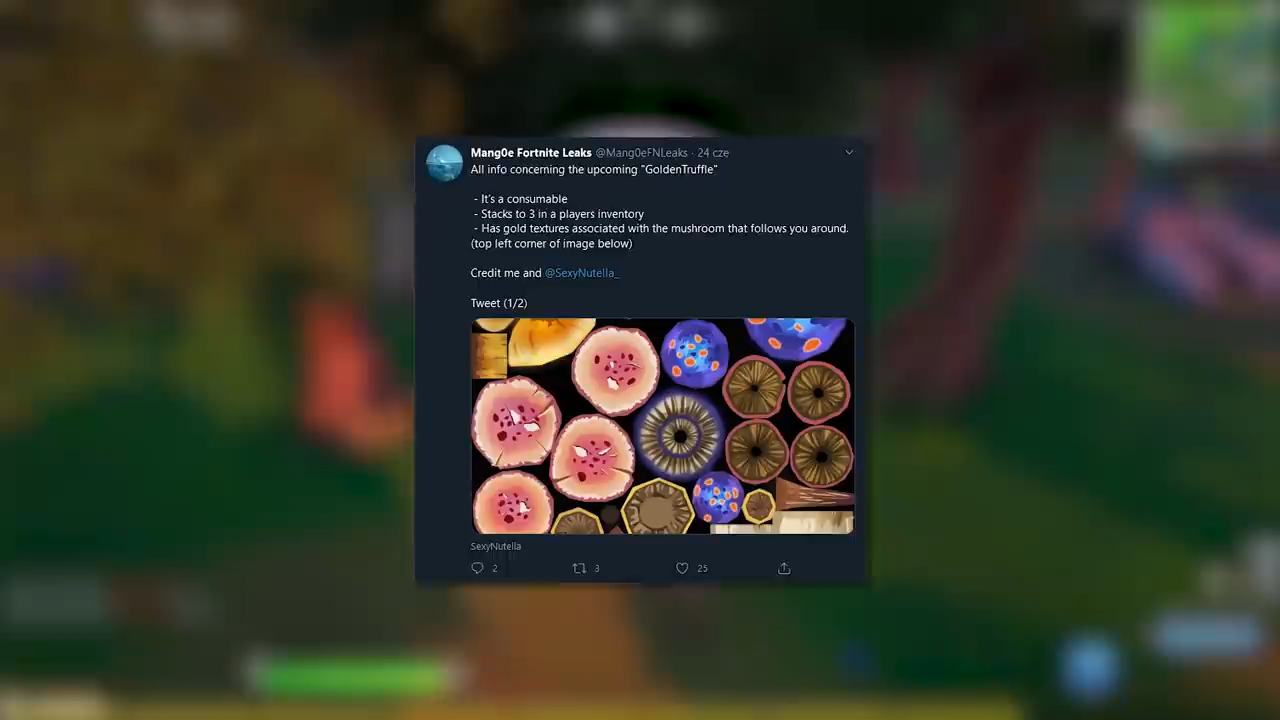 Mang0e Fortnite Leaks @Mang0eFNLeaks · 24 cze
All info concerning the upcoming "GoldenTruffle"
- It's a consumable
- Stacks to 3 in a players inventory
- Has gold textures associated with the mushroom that follows you around.
(top left corner of image below)
Credit me and @SexyNutella_
Tweet (1/2)
SexyNutella
2 3 25